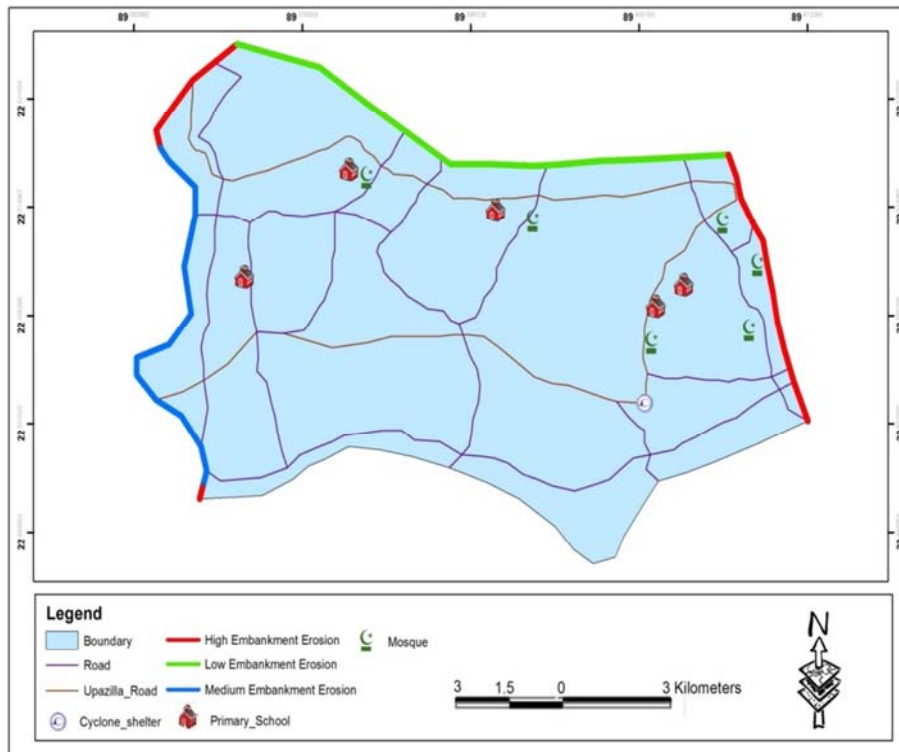 89 89 89 89 89
22 22
22 22
22 22
22 22
22 22
Legend
Boundary High Embankment Erosion Mosque
Road Low Embankment Erosion
Upazilla_Road Medium Embankment Erosion
Cyclone_shelter Primary_School
N
3 1.5 0 3 Kilometers